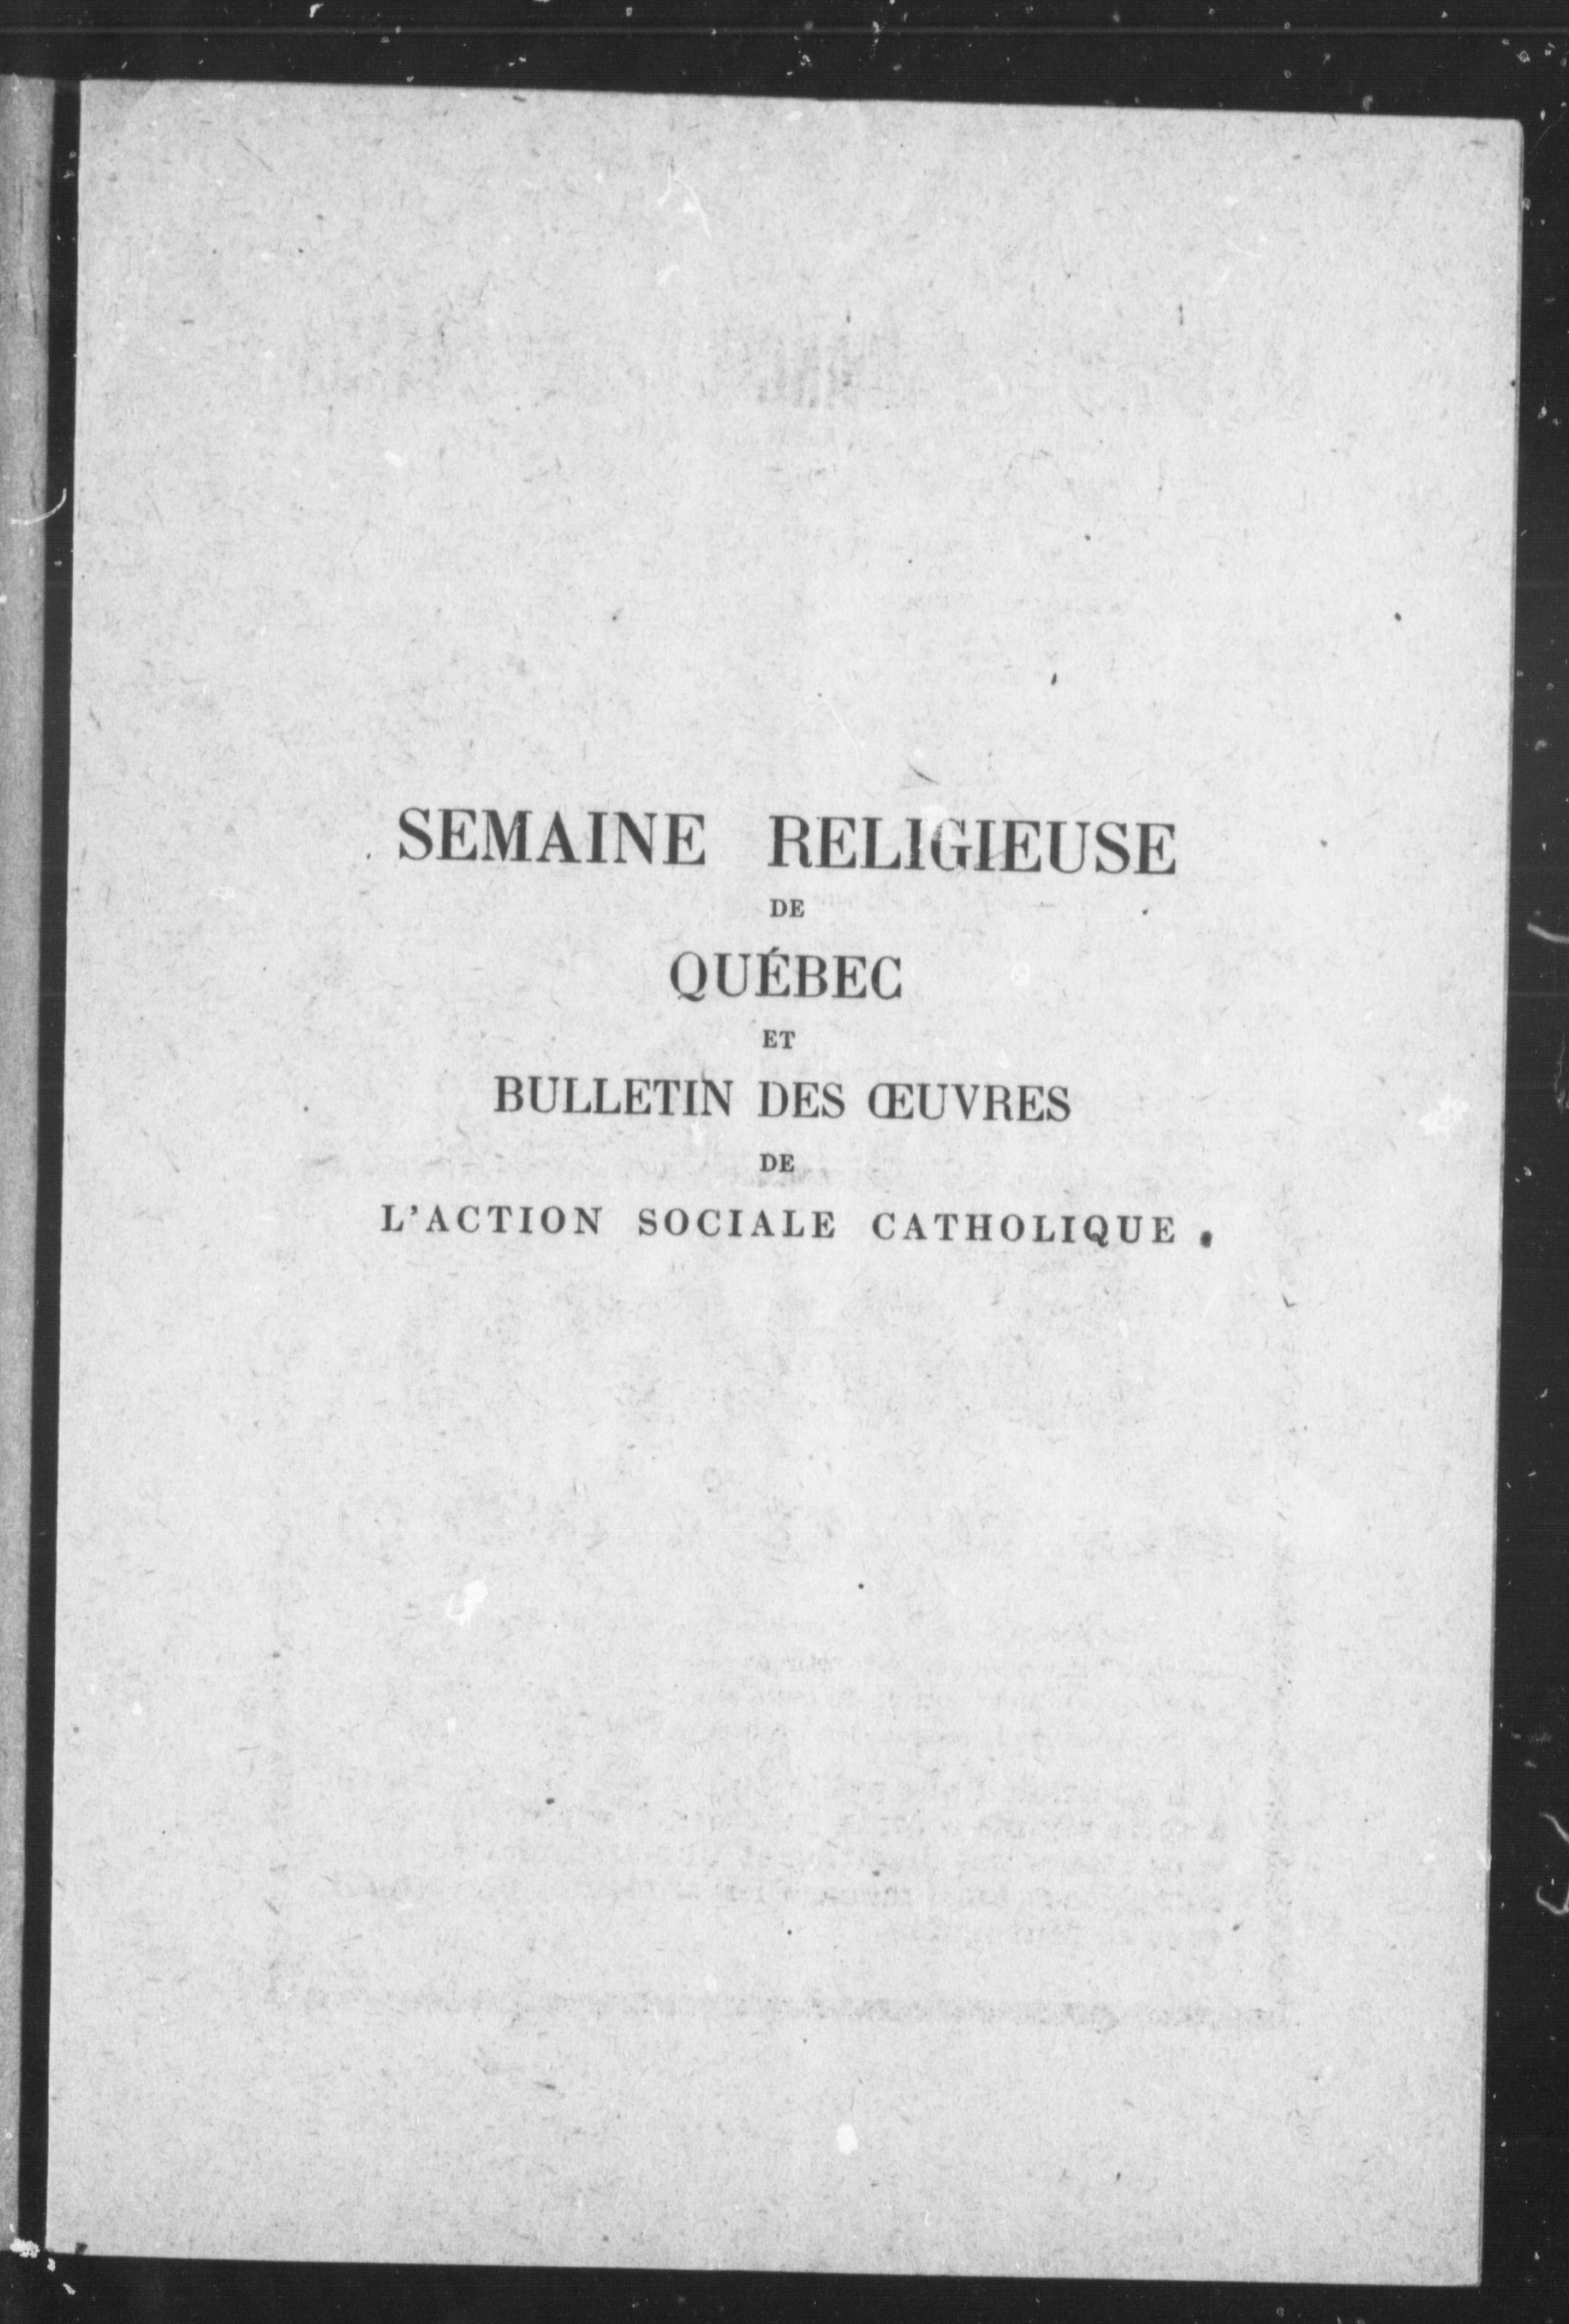 SEMAINE RELIGIEUSE
DE
QUÉBEC
ET
BULLETIN DES ŒUVRES
DE
L'ACTION SOCIALE CATHOLIQUE